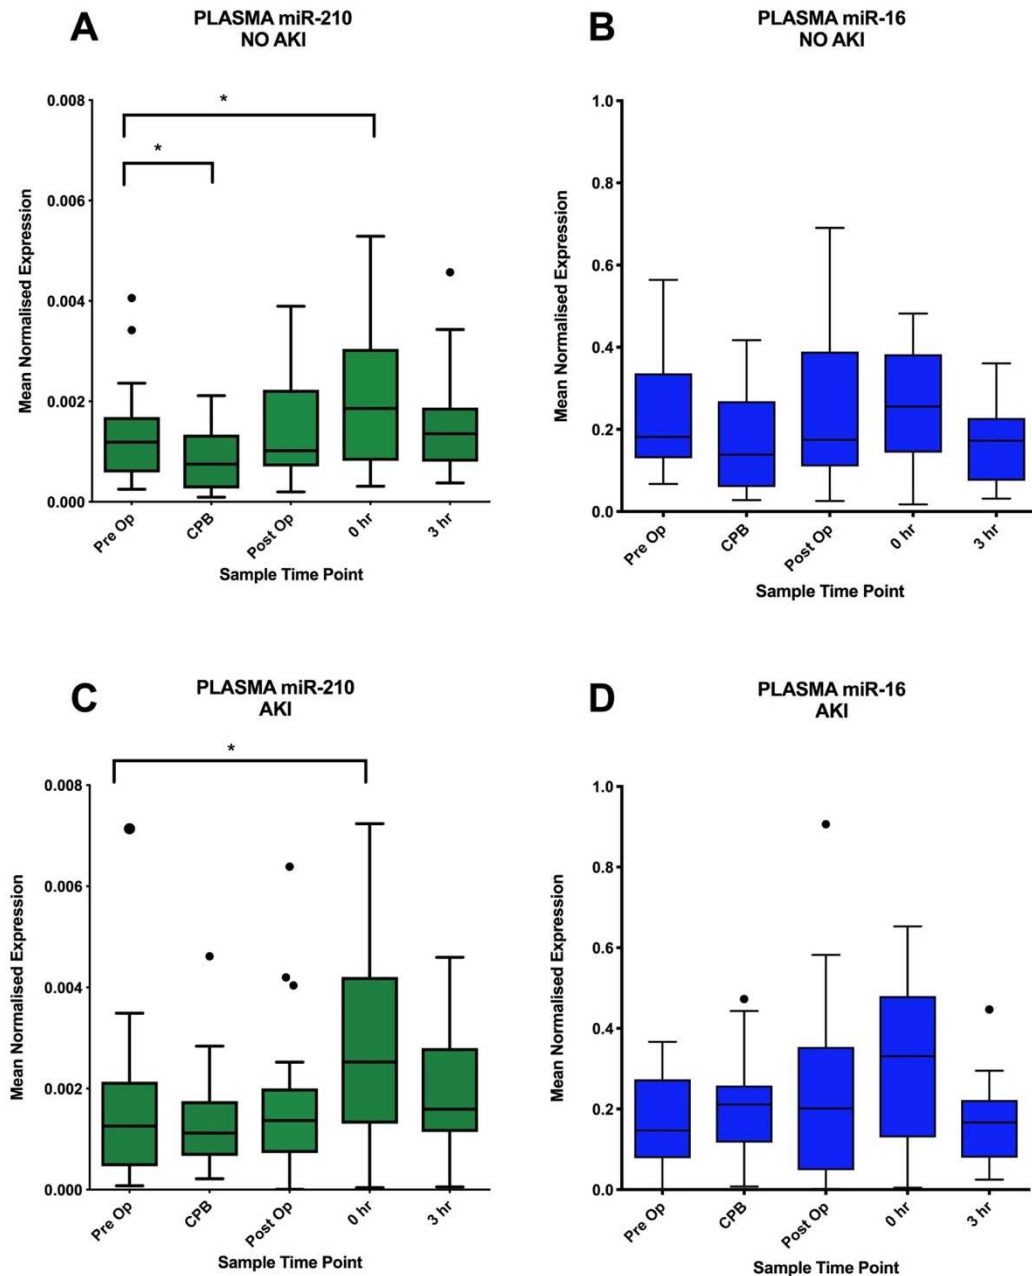 A
PLASMA miR-210
NO AKI
*
*
Mean Normalised Expression
0.008
0.006
0.004
0.002
0.000
Pre Op
CPB
Post Op
0 hr
3 hr
Sample Time Point
B
PLASMA miR-16
NO AKI
Mean Normalised Expression
1.0
0.8
0.6
0.4
0.2
0.0
Pre Op
CPB
Post Op
0 hr
3 hr
Sample Time Point
C
PLASMA miR-210
AKI
*
Mean Normalised Expression
0.008
0.006
0.004
0.002
0.000
Pre Op
CPB
Post Op
0 hr
3 hr
Sample Time Point
D
PLASMA miR-16
AKI
Mean Normalised Expression
1.0
0.8
0.6
0.4
0.2
0.0
Pre Op
CPB
Post Op
0 hr
3 hr
Sample Time Point